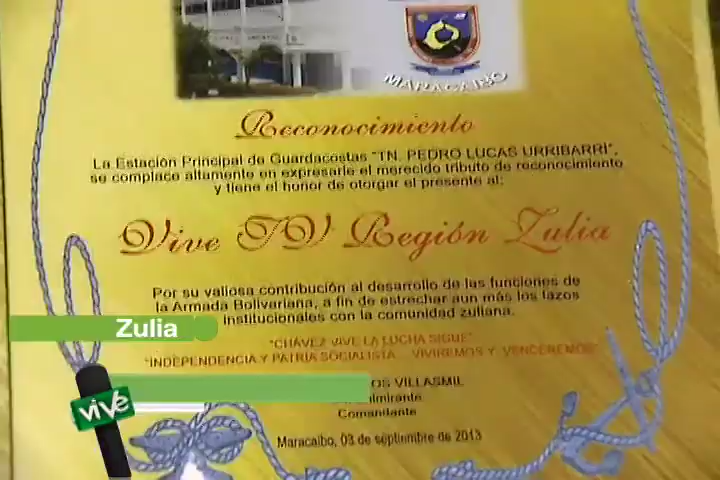 MARACAIBO
Reconocimiento
La Estación Principal de Guardacostas "TN. PEDRO LUCAS URRIBARRÍ",
se complace altamente en expresarle el merecido tributo de reconocimiento
y tiene el honor de otorgar el presente al:
Vive TV Región Zulia
Por su valiosa contribución al desarrollo de las funciones de
la Armada Bolivariana, a fin de estrechar aun más los lazos
institucionales con la comunidad zuliana.
Zulia
"CHÁVEZ VIVE LA LUCHA SIGUE"
"INDEPENDENCIA Y PATRIA SOCIALISTA... VIVIREMOS Y VENCEREMOS"
VILLASMIL
Comandante
vive
Maracaibo, 03 de septiembre de 2013